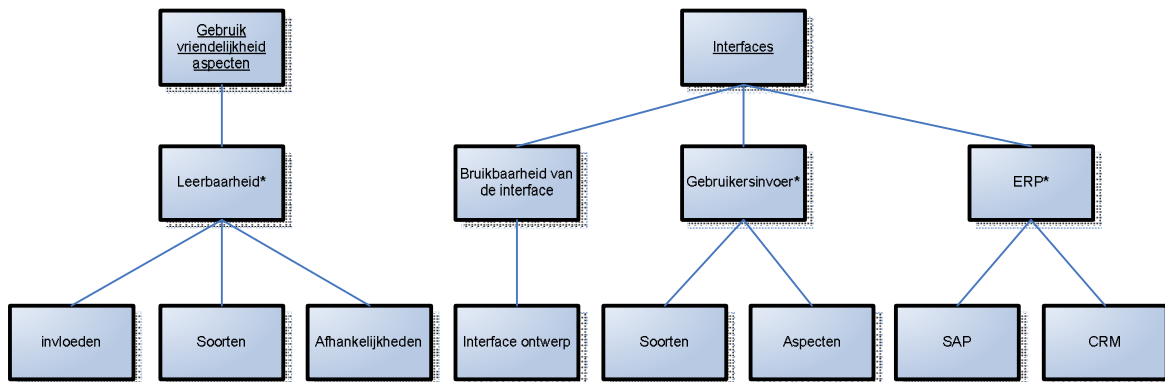 Gebruik
vriendelijkheid
aspecten
Interfaces
Leerbaarheid*
Bruikbaarheid van
de interface
Gebruikersinvoer*
ERP*
invloeden
Soorten
Afhankelijkheden
Interface ontwerp
Soorten
Aspecten
SAP
CRM